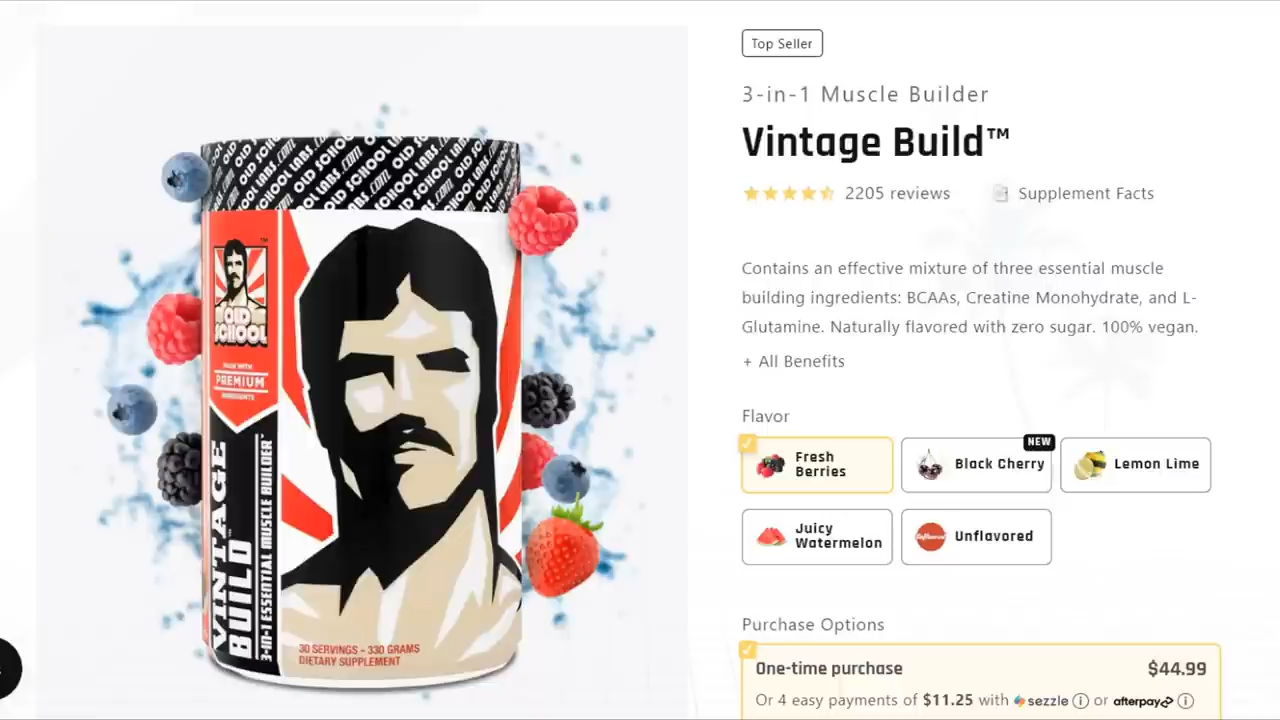 Top Seller
3-in-1 Muscle Builder
Vintage Build™
2205 reviews
Supplement Facts
Contains an effective mixture of three essential muscle
building ingredients: BCAAs, Creatine Monohydrate, and L-
Glutamine. Naturally flavored with zero sugar. 100% vegan.
+ All Benefits
Flavor
Fresh
Berries
NEW
Black Cherry
Lemon Lime
Juicy
Watermelon
Unflavored
Purchase Options
One-time purchase
$44.99
Or 4 easy payments of $11.25 with sezzle or afterpay
OLD SCHOOL LABS.COM
OLD
SCHOOL
MADE WITH
PREMIUM
INGREDIENTS
VINTAGE
BUILD™
3-IN-1 ESSENTIAL MUSCLE BUILDER
30 SERVINGS - 330 GRAMS
DIETARY SUPPLEMENT